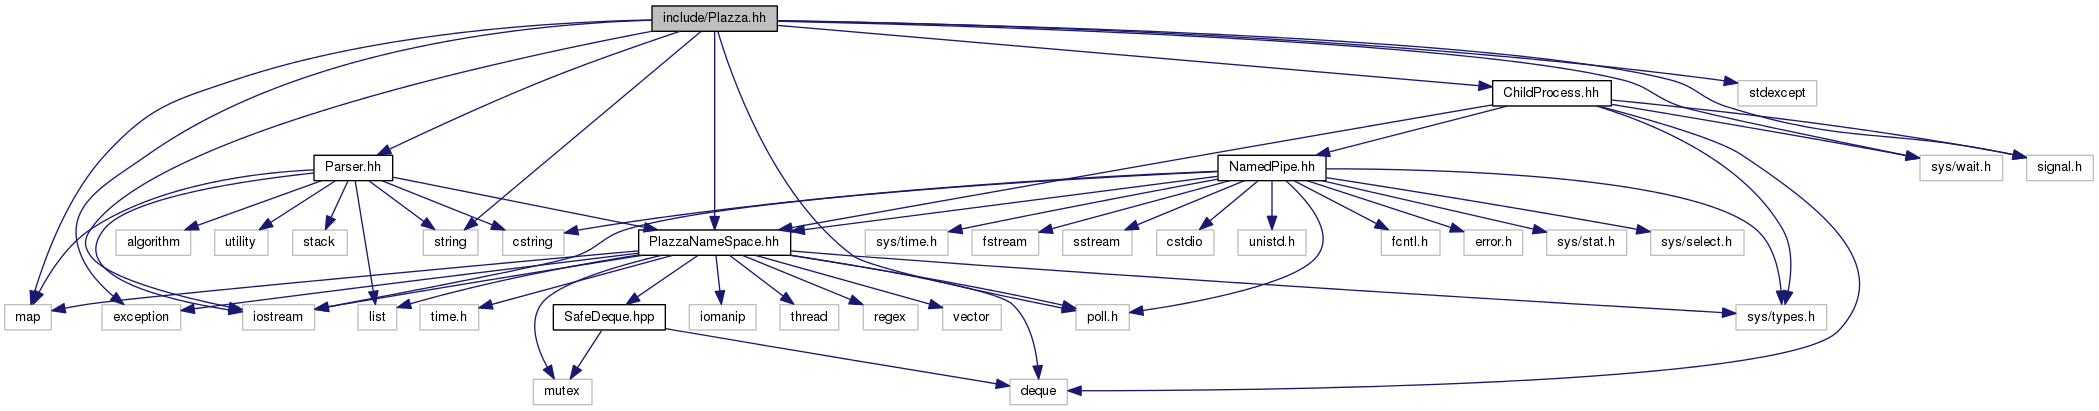 include/Plazza.hh
ChildProcess.hh
stdexcept
Parser.hh
NamedPipe.hh
sys/wait.h
signal.h
algorithm
utility
stack
string
cstring
PlazzaNameSpace.hh
sys/time.h
fstream
sstream
cstdio
unistd.h
fcntl.h
error.h
sys/stat.h
sys/select.h
map
exception
iostream
list
time.h
SafeDeque.hpp
iomanip
thread
regex
vector
poll.h
sys/types.h
mutex
deque